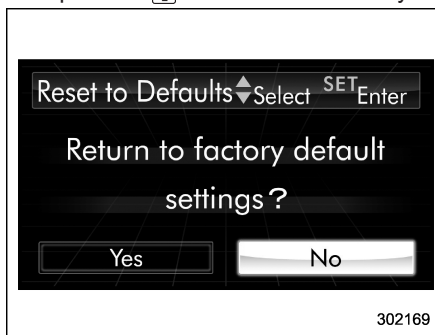 Reset to Defaults Select SET Enter
Return to factory default
settings?
Yes No
302169